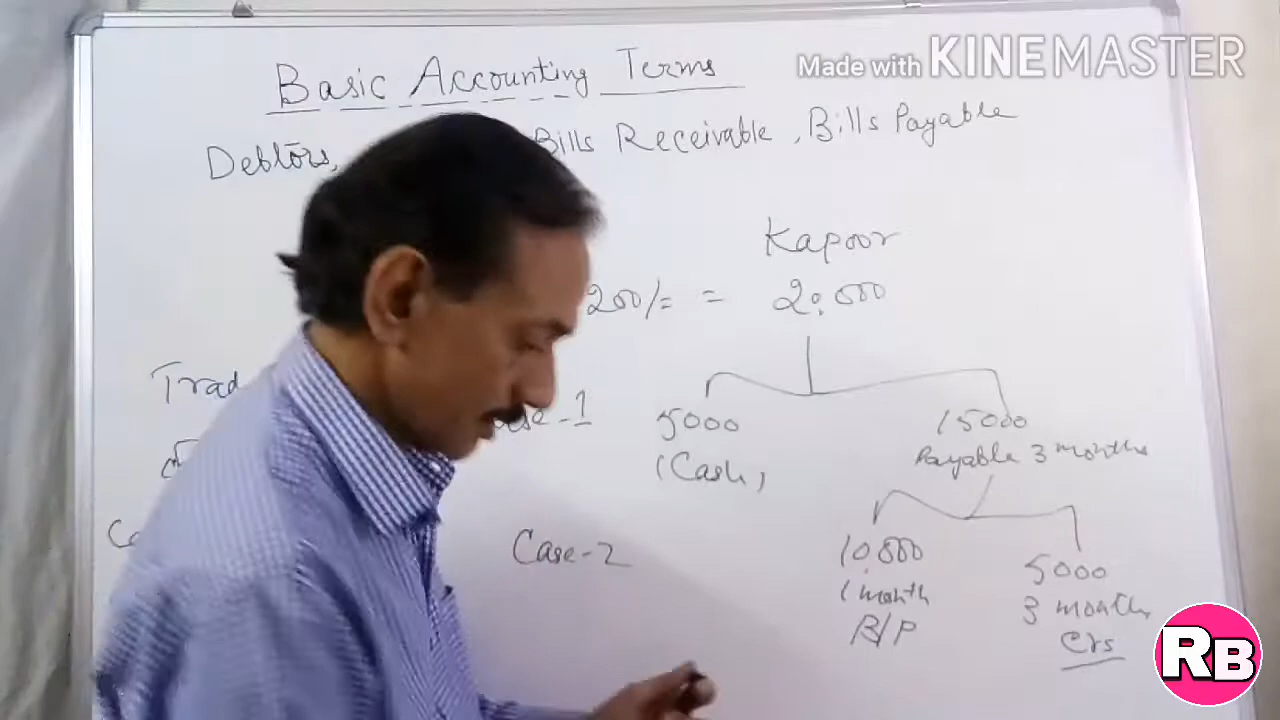 Made with KINEMASTER
Basic Accounting Terms
Debtors, Bills Receivable, Bills Payable
Kapoor
200/= = 20,000
Trad
Case-1 5000 15000
(Cash) Payable 3 months
Case-2 10,000 5000
1 month 3 months
B/P Crs
RB